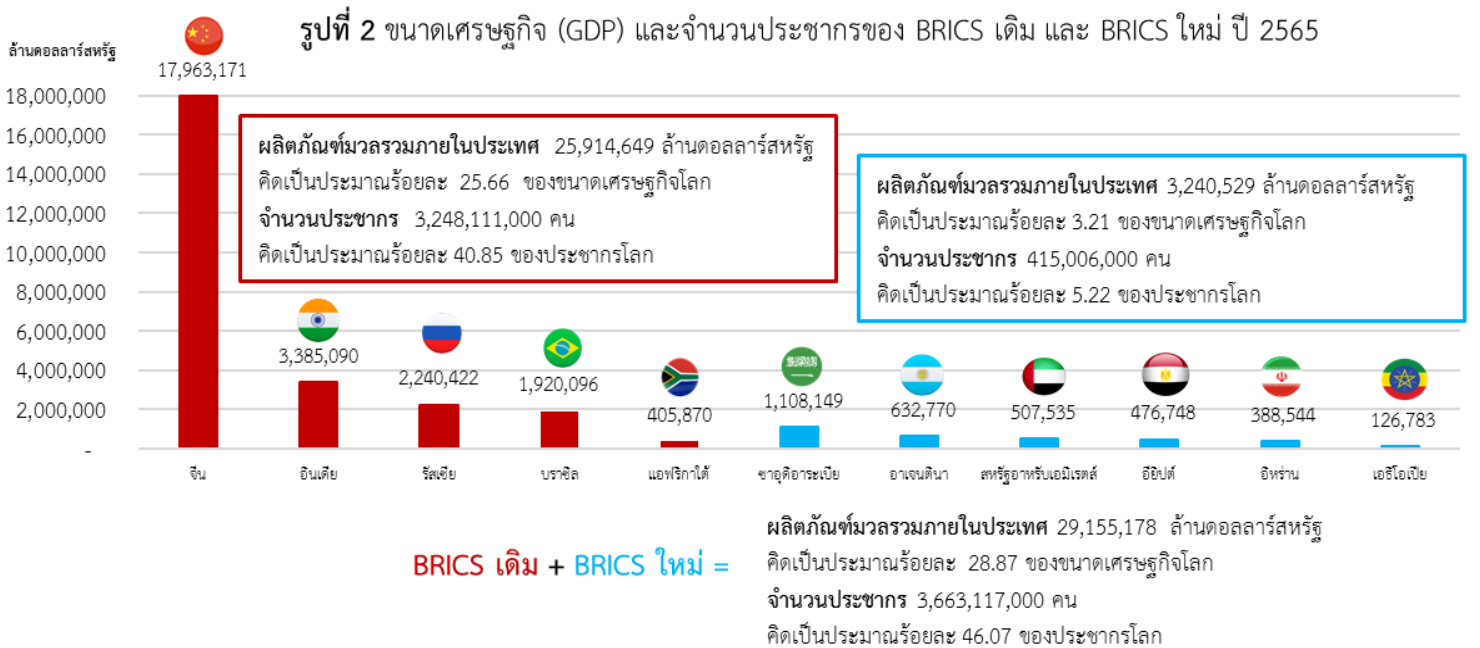 รูปที่ 2 ขนาดเศรษฐกิจ (GDP) และจำนวนประชากรของ BRICS เดิม และ BRICS ใหม่ ปี 2565
ล้านดอลลาร์สหรัฐ
17,963,171
18,000,000
16,000,000
14,000,000
12,000,000
10,000,000
8,000,000
6,000,000
4,000,000
2,000,000
-
ผลิตภัณฑ์มวลรวมภายในประเทศ 25,914,649 ล้านดอลลาร์สหรัฐ
คิดเป็นประมาณร้อยละ 25.66 ของขนาดเศรษฐกิจโลก
จำนวนประชากร 3,248,111,000 คน
คิดเป็นประมาณร้อยละ 40.85 ของประชากรโลก
ผลิตภัณฑ์มวลรวมภายในประเทศ 3,240,529 ล้านดอลลาร์สหรัฐ
คิดเป็นประมาณร้อยละ 3.21 ของขนาดเศรษฐกิจโลก
จำนวนประชากร 415,006,000 คน
คิดเป็นประมาณร้อยละ 5.22 ของประชากรโลก
3,385,090
2,240,422
1,920,096
405,870
1,108,149
632,770
507,535
476,748
388,544
126,783
จีน
อินเดีย
รัสเซีย
บราซิล
แอฟริกาใต้
ซาอุดิอาระเบีย
อาเจนตินา
สหรัฐอาหรับเอมิเรตส์
อียิปต์
อิหร่าน
เอธิโอเปีย
BRICS เดิม + BRICS ใหม่ =
ผลิตภัณฑ์มวลรวมภายในประเทศ 29,155,178 ล้านดอลลาร์สหรัฐ
คิดเป็นประมาณร้อยละ 28.87 ของขนาดเศรษฐกิจโลก
จำนวนประชากร 3,663,117,000 คน
คิดเป็นประมาณร้อยละ 46.07 ของประชากรโลก